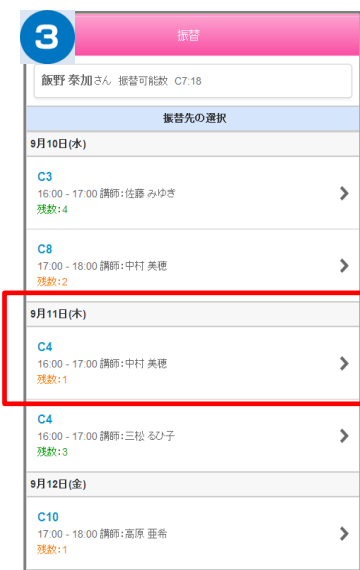 3
振替
飯野 奈加さん 振替可能数 C7:18
振替先の選択
9月10日(水)
C3
16:00 - 17:00 講師:佐藤 みゆき
残数:4
C8
17:00 - 18:00 講師:中村 美穂
残数:2
9月11日(木)
C4
16:00 - 17:00 講師:中村 美穂
残数:1
C4
16:00 - 17:00 講師:三松 るひ子
残数:3
9月12日(金)
C10
17:00 - 18:00 講師:高原 亜希
残数:1